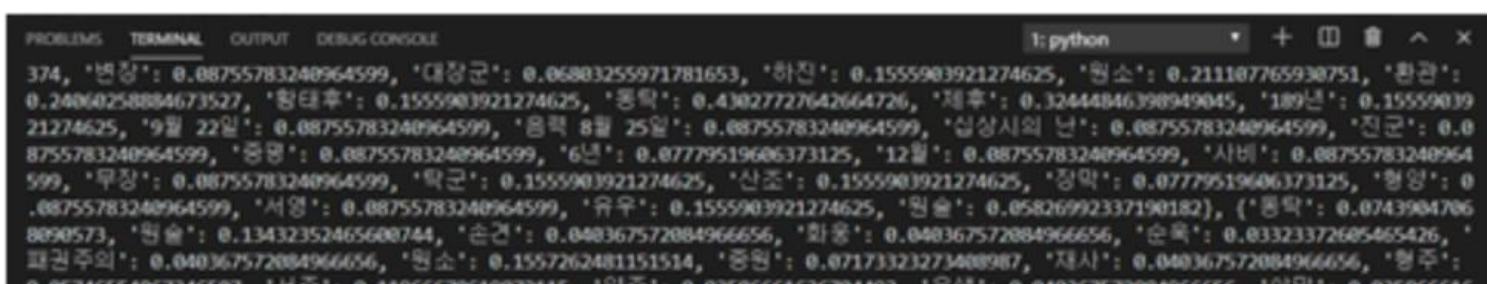 PROBLEMS TERMINAL OUTPUT DEBUG CONSOLE 1: python
374, '변장': 0.08755783240964599, '대장군': 0.06803255971781653, '하진': 0.1555903921274625, '원소': 0.2111077659930751, '환관':
0.24060258884673527, '황태후': 0.1555903921274625, '동탁': 0.43027727642664726, '제후': 0.32444846390949045, '189년': 0.15559039
21274625, '9월 22일': 0.08755783240964599, '음력 8월 25일': 0.08755783240964599, '십상시의 난': 0.08755783240964599, '진군': 0.0
8755783240964599, '중평': 0.08755783240964599, '6년': 0.07779519606373125, '12월': 0.08755783240964599, '사비': 0.08755783240964
599, '무장': 0.08755783240964599, '탁군': 0.1555903921274625, '산조': 0.1555903921274625, '장막': 0.07779519606373125, '형양': 0
.08755783240964599, '서영': 0.08755783240964599, '유우': 0.1555903921274625, '원술': 0.05826992337190182}, {'동탁': 0.0743904706
8090573, '원술': 0.13432352465600744, '손견': 0.040367572084966656, '화웅': 0.040367572084966656, '순욱': 0.03323372605465426, '
패권주의': 0.040367572084966656, '원소': 0.1557262481151514, '중원': 0.07173323273408987, '재사': 0.040367572084966656, '형주':